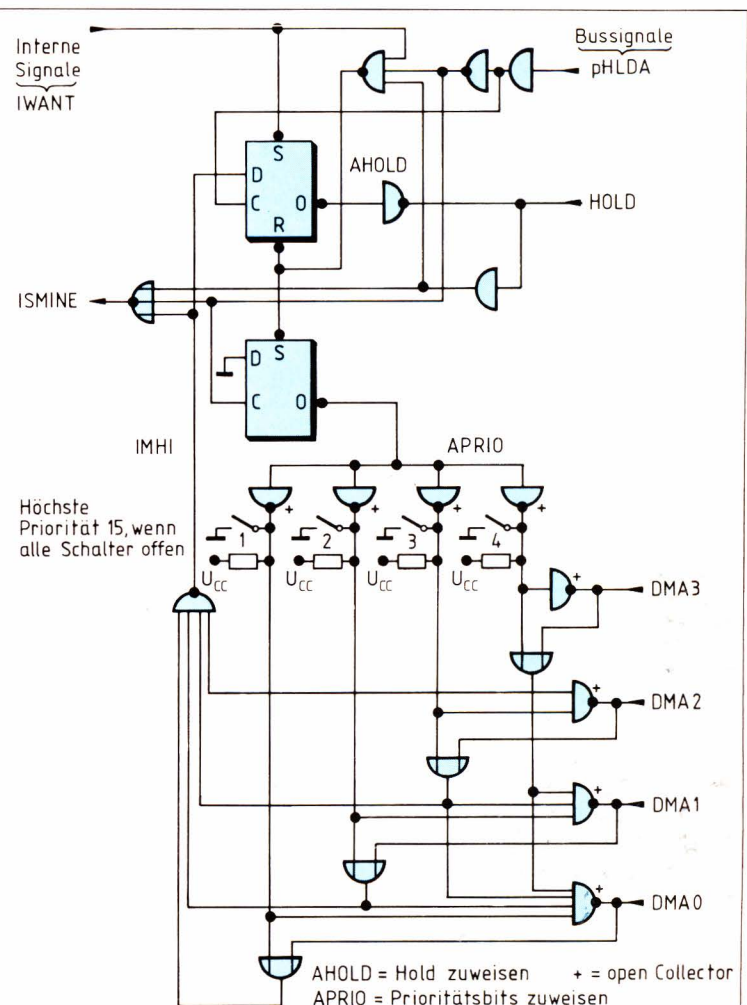 Interne
Signale
IWANT
Bussignale
pHLDA
S
D
C
O
R
AHOLD
HOLD
ISMINE
D
S
C
O
IMHI
APRIO
Höchste
Priorität 15, wenn
alle Schalter offen
+ + + +
1 2 3 4
UCC UCC UCC UCC
+
DMA3
+
DMA2
+
DMA1
+
DMA0
AHOLD = Hold zuweisen + = open Collector
APRIO = Prioritätsbits zuweisen